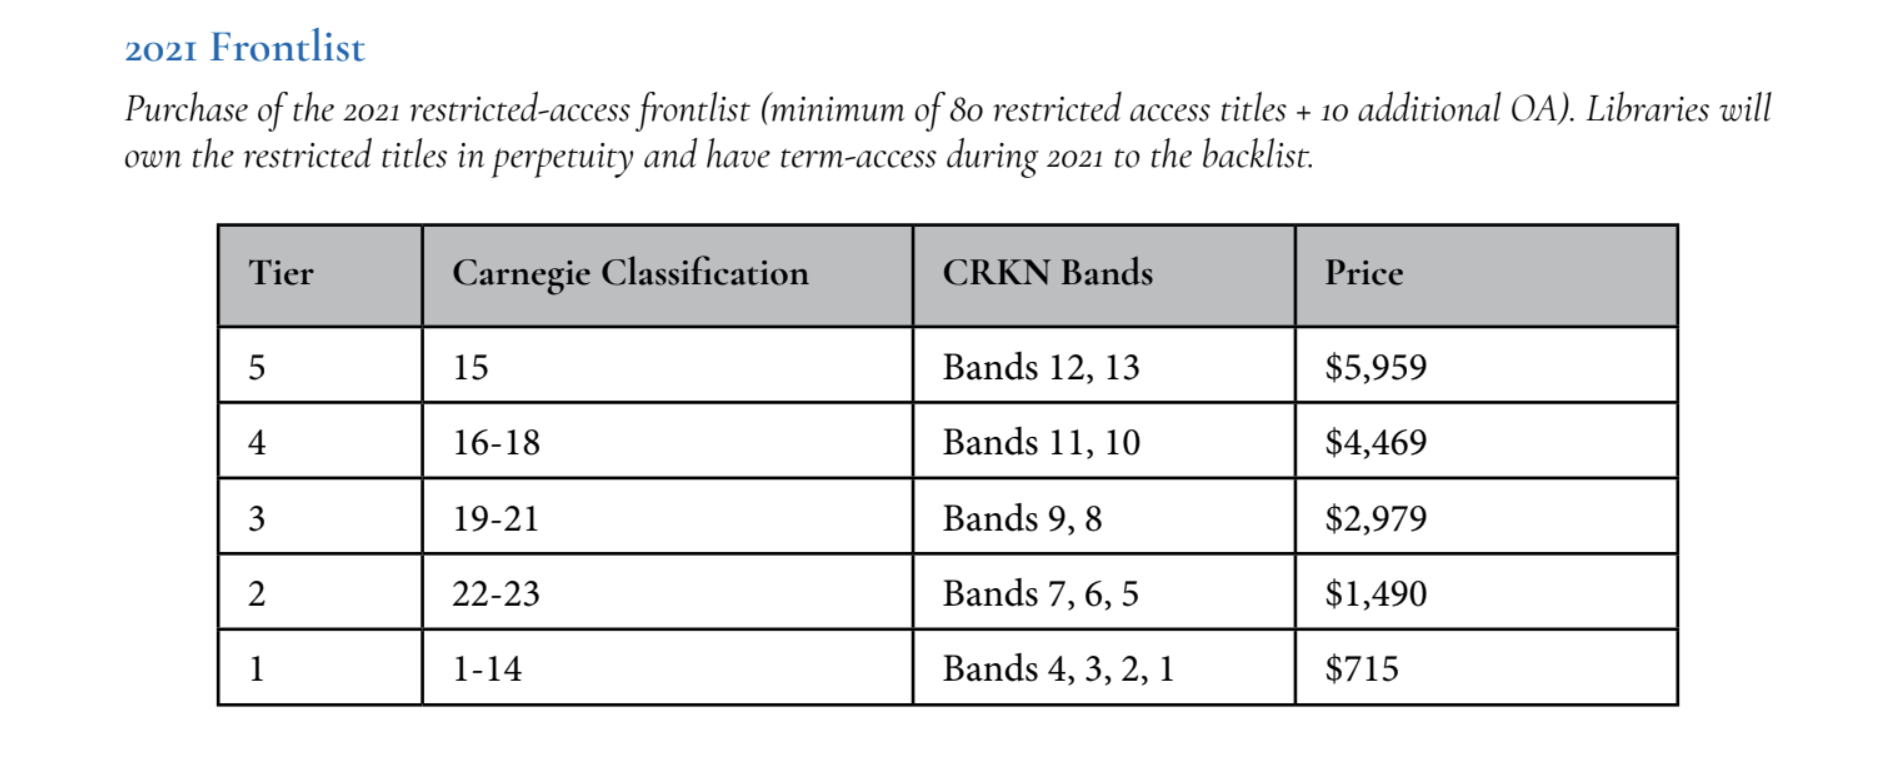 2021 Frontlist
Purchase of the 2021 restricted-access frontlist (minimum of 80 restricted access titles + 10 additional OA). Libraries will
own the restricted titles in perpetuity and have term-access during 2021 to the backlist.
Tier Carnegie Classification CRKN Bands Price
5 15 Bands 12, 13 $5,959
4 16-18 Bands 11, 10 $4,469
3 19-21 Bands 9, 8 $2,979
2 22-23 Bands 7, 6, 5 $1,490
1 1-14 Bands 4, 3, 2, 1 $715